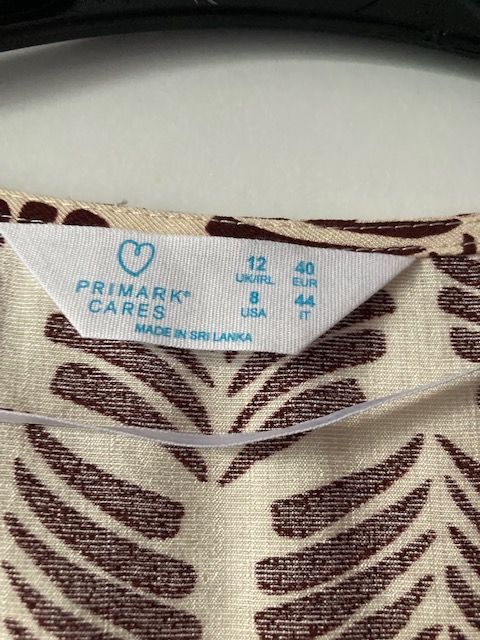 PRIMARK®
CARES
12 40
UK/IRL EUR
8 44
USA IT
MADE IN SRI LANKA